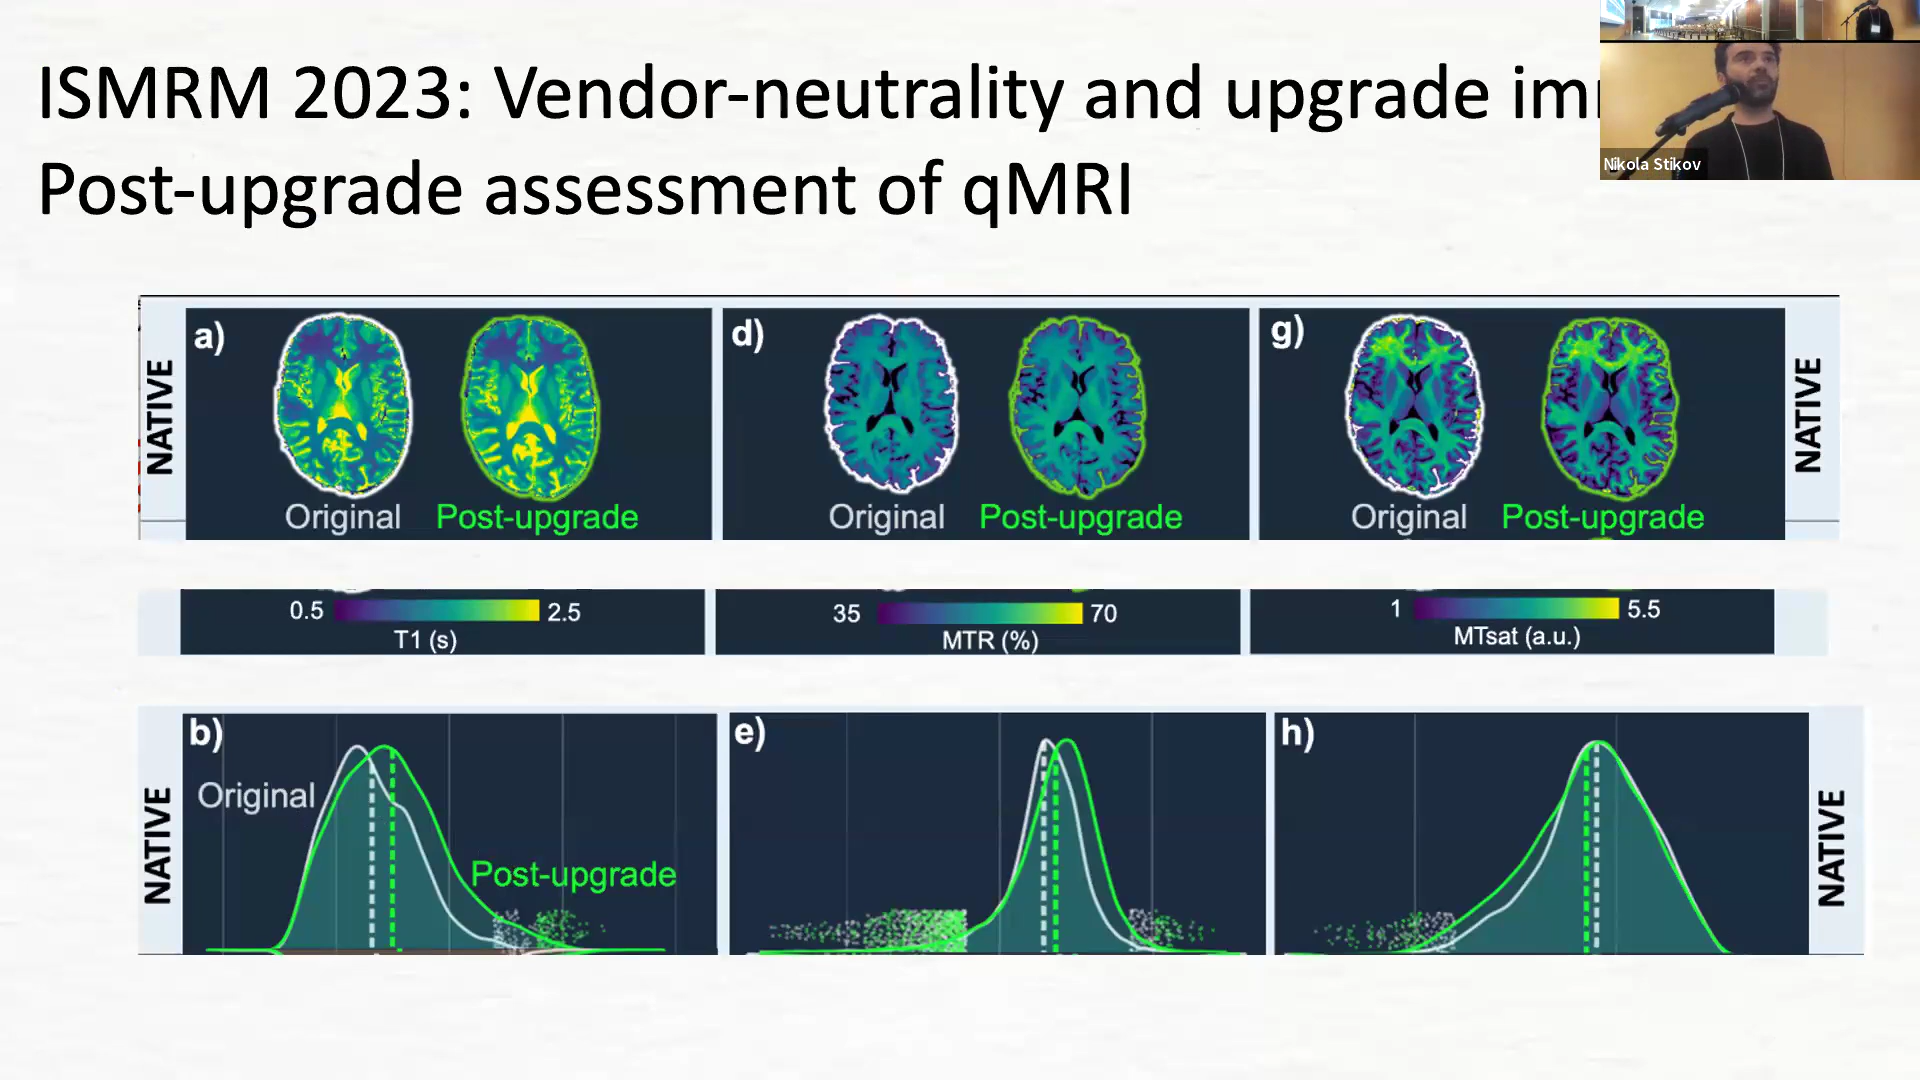 ISMRM 2023: Vendor-neutrality and upgrade
Post-upgrade assessment of qMRI
Nikola Stikov
NATIVE
a)
Original
Post-upgrade
d)
Original
Post-upgrade
g)
Original
Post-upgrade
NATIVE
0.5
2.5
T1 (s)
35
70
MTR (%)
1
5.5
MTsat (a.u.)
NATIVE
b)
Original
Post-upgrade
e)
h)
NATIVE